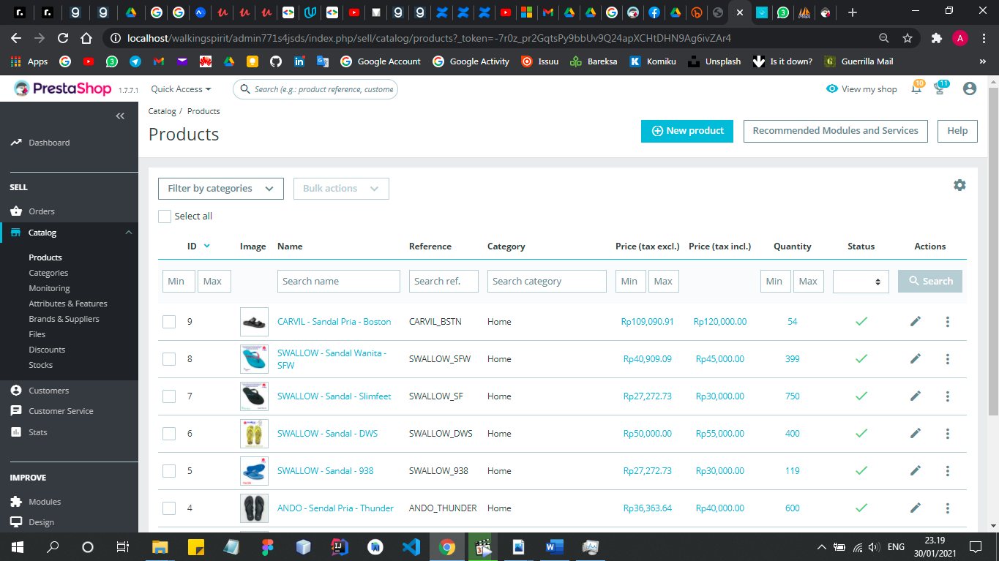 localhost/walkingspirit/admin771s4jsds/index.php/sell/catalog/products?_token=-7r0z_pr2GqtsPy9bbUv9Q24apXCHtDHN9Ag6ivZAr4
A
Apps
Google Account
Google Activity
Issuu
Bareksa
Komiku
Unsplash
Is it down?
Guerrilla Mail
»
PrestaShop 1.7.7.1
Quick Access
Search (e.g.: product reference, custome
View my shop
10
11
Catalog / Products
Products
New product
Recommended Modules and Services
Help
Dashboard
SELL
Orders
Catalog
Products
Categories
Monitoring
Attributes & Features
Brands & Suppliers
Files
Discounts
Stocks
Customers
Customer Service
Stats
IMPROVE
Modules
Design
Filter by categories
Bulk actions
Select all
ID Image Name Reference Category Price (tax excl.) Price (tax incl.) Quantity Status Actions
Min Max Search name Search ref. Search category Min Max Min Max Search
9 CARVIL - Sandal Pria - Boston CARVIL_BSTN Home Rp109,090.91 Rp120,000.00 54
8 SWALLOW - Sandal Wanita -
SFW SWALLOW_SFW Home Rp40,909.09 Rp45,000.00 399
7 SWALLOW - Sandal - Slimfeet SWALLOW_SF Home Rp27,272.73 Rp30,000.00 750
6 SWALLOW - Sandal - DWS SWALLOW_DWS Home Rp50,000.00 Rp55,000.00 400
5 SWALLOW - Sandal - 938 SWALLOW_938 Home Rp27,272.73 Rp30,000.00 119
4 ANDO - Sendal Pria - Thunder ANDO_THUNDER Home Rp36,363.64 Rp40,000.00 600
ENG
23.19
30/01/2021